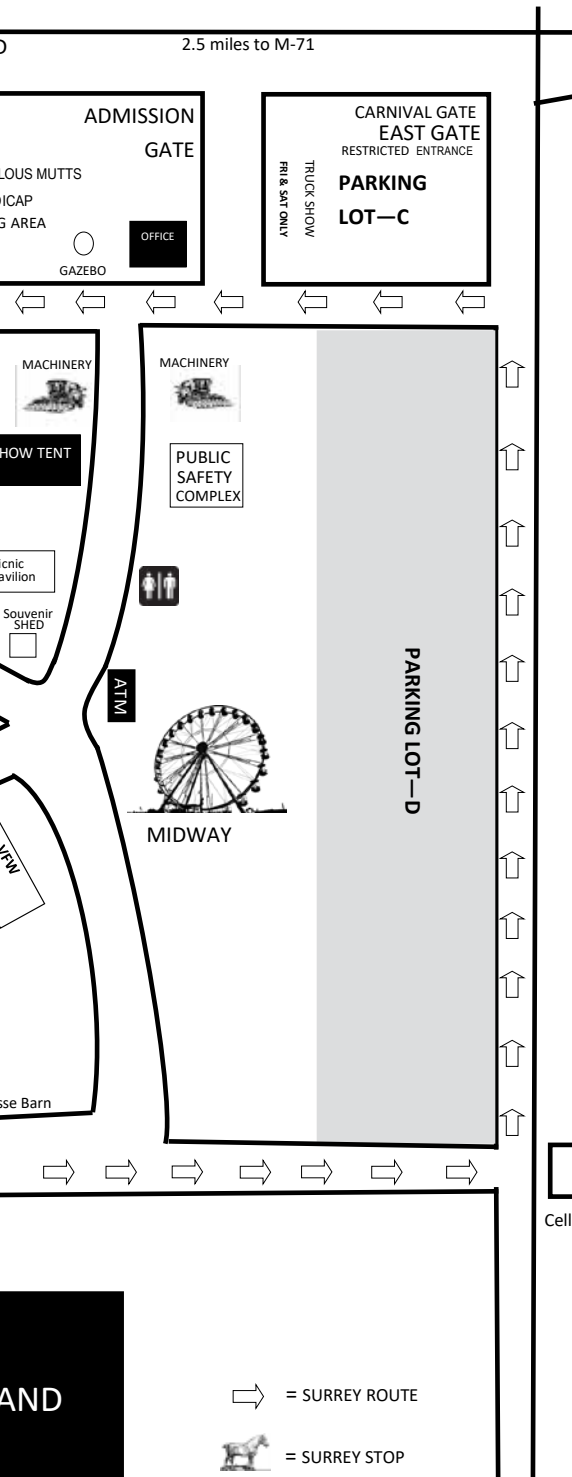 2.5 miles to M-71
ADMISSION
GATE
LOUS MUTTS
DICAP
G AREA
OFFICE
GAZEBO
CARNIVAL GATE
EAST GATE
RESTRICTED ENTRANCE
PARKING
LOT—C
TRUCK SHOW
FRI & SAT ONLY
MACHINERY
MACHINERY
HOW TENT
PUBLIC
SAFETY
COMPLEX
icnic
avilion
Souvenir
SHED
ATM
PARKING LOT—D
MIDWAY
VFW
sse Barn
Cell
AND
= SURREY ROUTE
= SURREY STOP